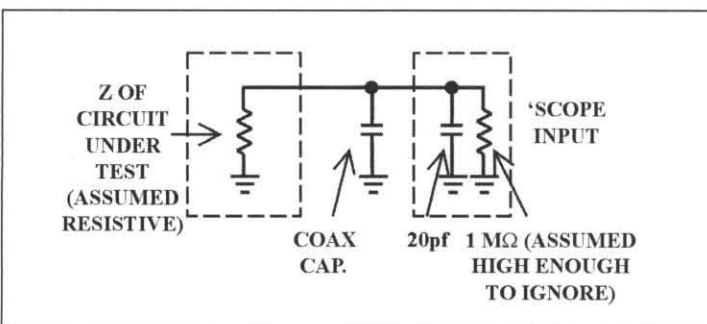 Z OF
CIRCUIT
UNDER
TEST
(ASSUMED
RESISTIVE)
'SCOPE
INPUT
COAX
CAP.
20pf
1 MΩ (ASSUMED
HIGH ENOUGH
TO IGNORE)